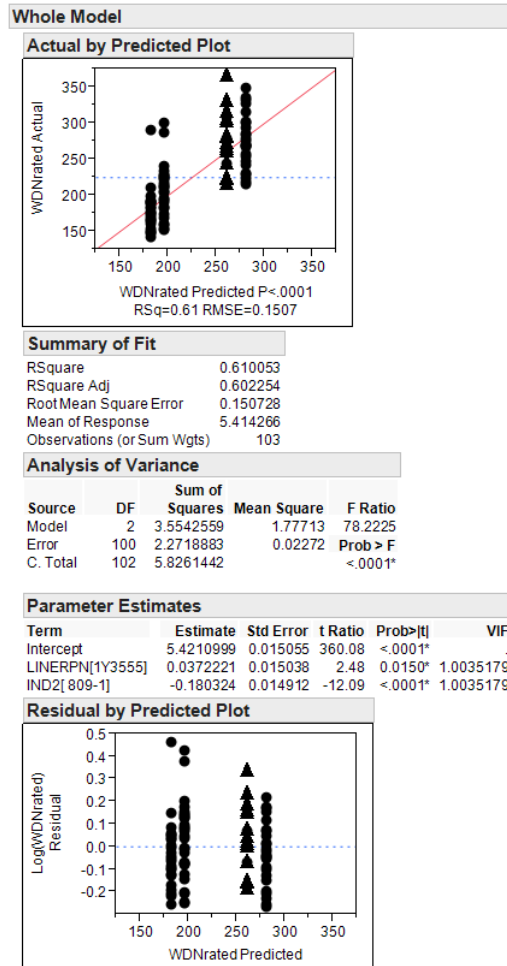 Whole Model
Actual by Predicted Plot
WDNrated Actual
350
300
250
200
150
150 200 250 300 350
WDNrated Predicted P<.0001
RSq=0.61 RMSE=0.1507
Summary of Fit
RSquare 0.610053
RSquare Adj 0.602254
Root Mean Square Error 0.150728
Mean of Response 5.414266
Observations (or Sum Wgts) 103
Analysis of Variance
Source DF Sum of Squares Mean Square F Ratio
Model 2 3.5542559 1.77713 78.2225
Error 100 2.2718883 0.02272 Prob > F
C. Total 102 5.8261442 <.0001*
Parameter Estimates
Term Estimate Std Error t Ratio Prob>|t| VIF
Intercept 5.4210999 0.015055 360.08 <.0001* .
LINERPN[1Y3555] 0.0372221 0.015038 2.48 0.0150* 1.0035179
IND2[ 809-1] -0.180324 0.014912 -12.09 <.0001* 1.0035179
Residual by Predicted Plot
Log(WDNrated)
Residual
0.5
0.4
0.3
0.2
0.1
0.0
-0.1
-0.2
150 200 250 300 350
WDNrated Predicted